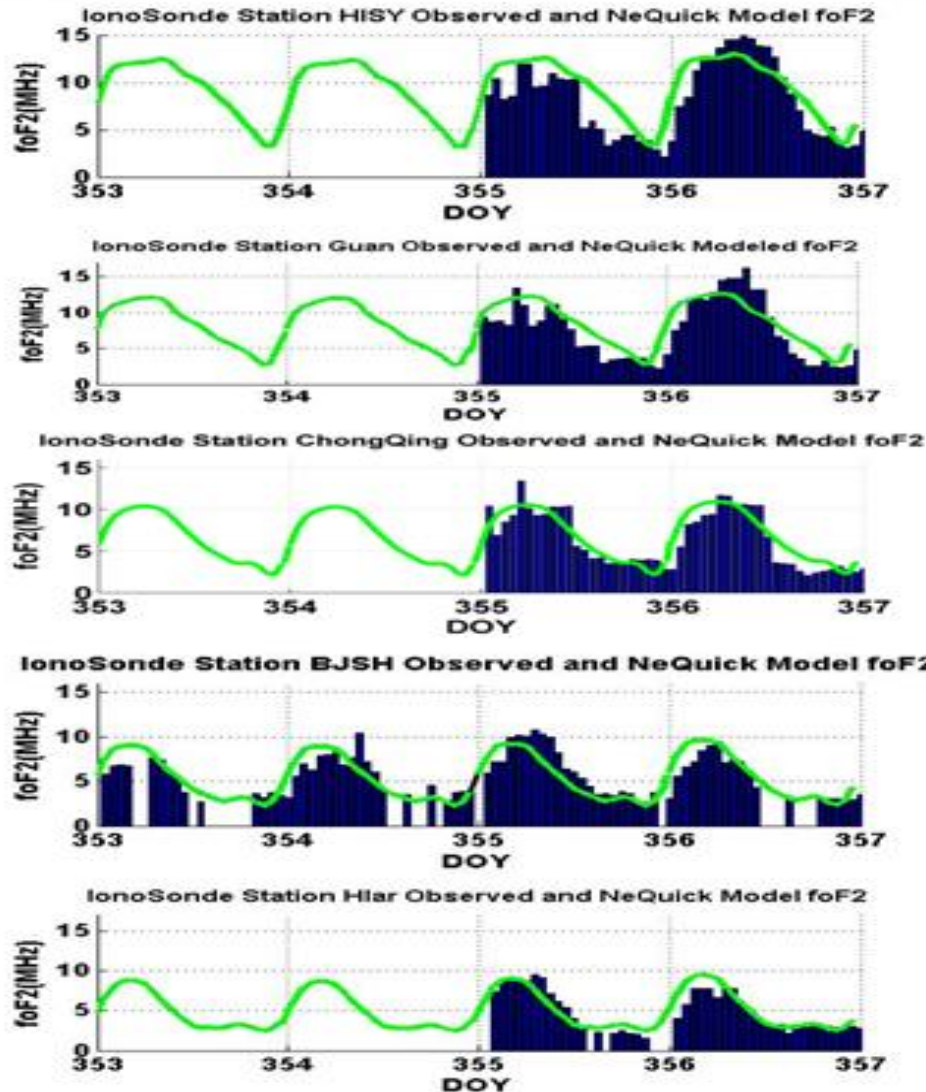 IonoSonde Station HISY Observed and NeQuick Model foF2
foF2(MHz)
15
10
5
0
353 354 355 356 357
DOY
IonoSonde Station Guan Observed and NeQuick Modeled foF2
foF2(MHz)
15
10
5
0
353 354 355 356 357
DOY
IonoSonde Station ChongQing Observed and NeQuick Model foF2
foF2(MHz)
15
10
5
0
353 354 355 356 357
DOY
IonoSonde Station BJSH Observed and NeQuick Model foF2
foF2(MHz)
15
10
5
0
353 354 355 356 357
DOY
IonoSonde Station Hlar Observed and NeQuick Model foF2
foF2(MHz)
15
10
5
0
353 354 355 356 357
DOY